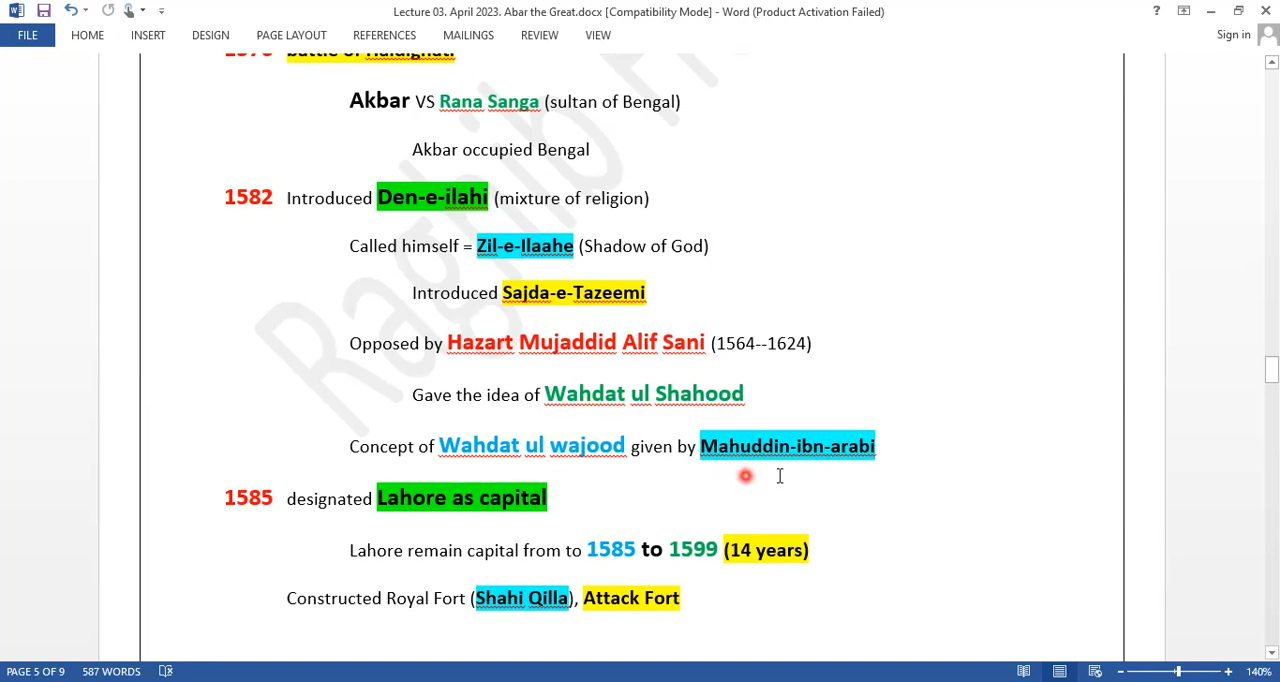 Lecture 03. April 2023. Abar the Great.docx [Compatibility Mode] - Word (Product Activation Failed)
FILE HOME INSERT DESIGN PAGE LAYOUT REFERENCES MAILINGS REVIEW VIEW Sign in
1576 battle of Haldighati
Akbar VS Rana Sanga (sultan of Bengal)
Akbar occupied Bengal
1582 Introduced Den-e-ilahi (mixture of religion)
Called himself = Zil-e-Ilaahe (Shadow of God)
Introduced Sajda-e-Tazeemi
Opposed by Hazart Mujaddid Alif Sani (1564--1624)
Gave the idea of Wahdat ul Shahood
Concept of Wahdat ul wajood given by Mahuddin-ibn-arabi
1585 designated Lahore as capital
Lahore remain capital from to 1585 to 1599 (14 years)
Constructed Royal Fort (Shahi Qilla), Attack Fort
Raghib
PAGE 5 OF 9 587 WORDS 140%